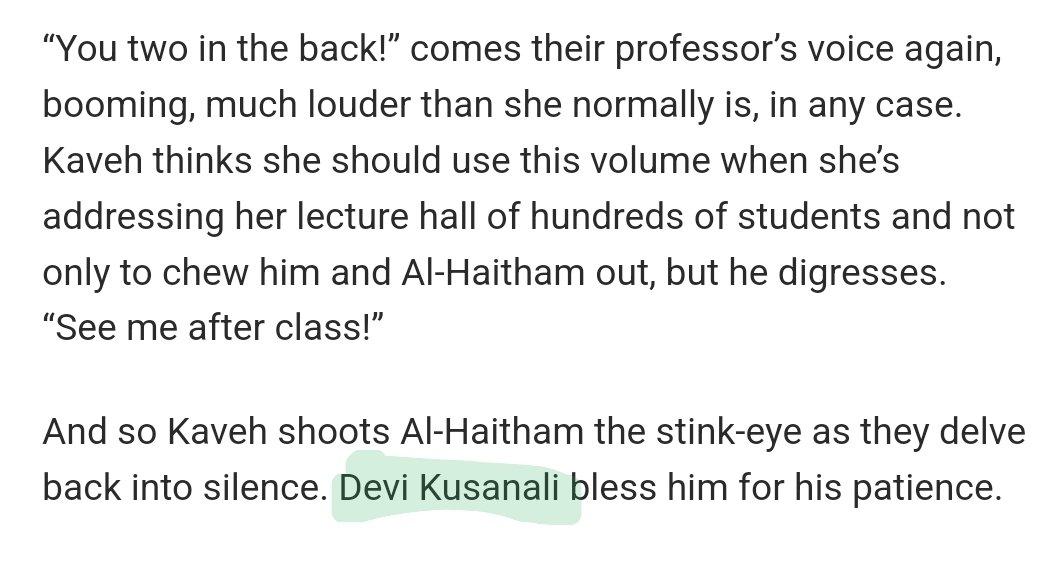 “You two in the back!” comes their professor’s voice again,
booming, much louder than she normally is, in any case.
Kaveh thinks she should use this volume when she’s
addressing her lecture hall of hundreds of students and not
only to chew him and Al-Haitham out, but he digresses.
“See me after class!”
And so Kaveh shoots Al-Haitham the stink-eye as they delve
back into silence. Devi Kusanali bless him for his patience.